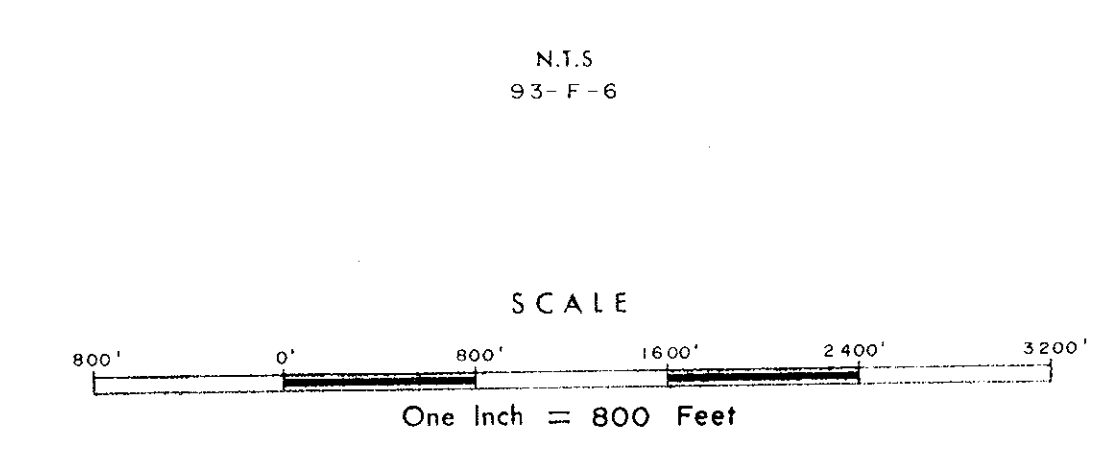 N.T.S
93-F-6
SCALE
800' 0' 800' 1600' 2400' 3200'
One Inch = 800 Feet